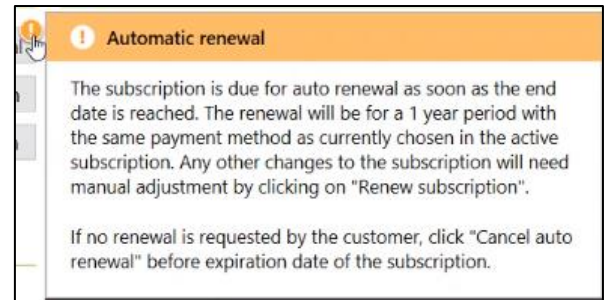 Automatic renewal
The subscription is due for auto renewal as soon as the end
date is reached. The renewal will be for a 1 year period with
the same payment method as currently chosen in the active
subscription. Any other changes to the subscription will need
manual adjustment by clicking on "Renew subscription".
If no renewal is requested by the customer, click "Cancel auto
renewal" before expiration date of the subscription.